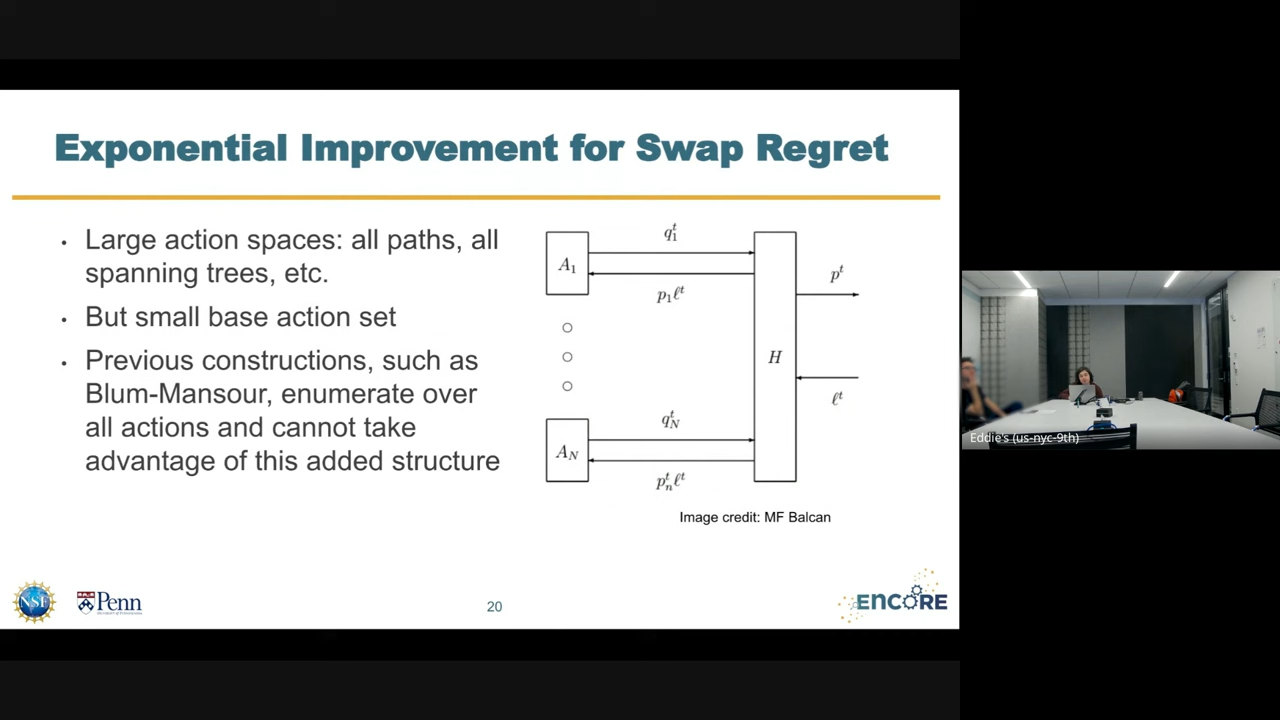 Exponential Improvement for Swap Regret
• Large action spaces: all paths, all
spanning trees, etc.
• But small base action set
• Previous constructions, such as
Blum-Mansour, enumerate over
all actions and cannot take
advantage of this added structure
A₁
q₁ᵗ
p₁ℓᵗ
H
pᵗ
ℓᵗ
A_N
q_Nᵗ
pₙᵗℓᵗ
Image credit: MF Balcan
NSF
Penn
20
ENCORE
Eddie's (us-nyc-9th)